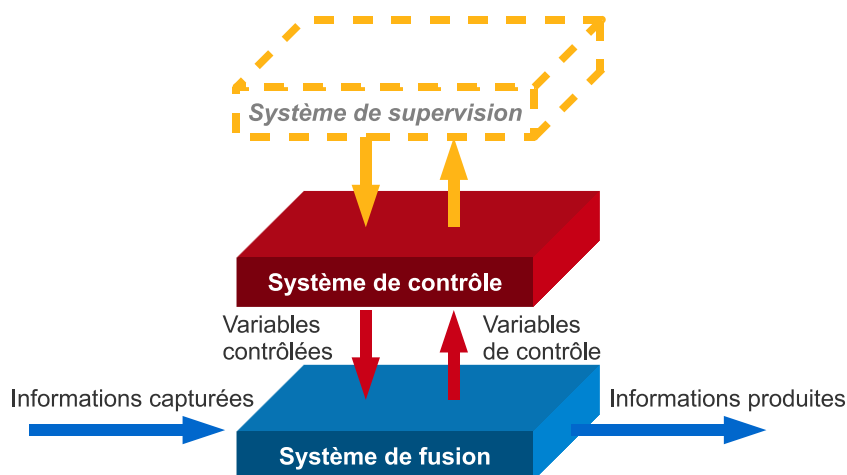 Système de supervision
Système de contrôle
Variables
contrôlées
Variables
de contrôle
Informations capturées
Informations produites
Système de fusion